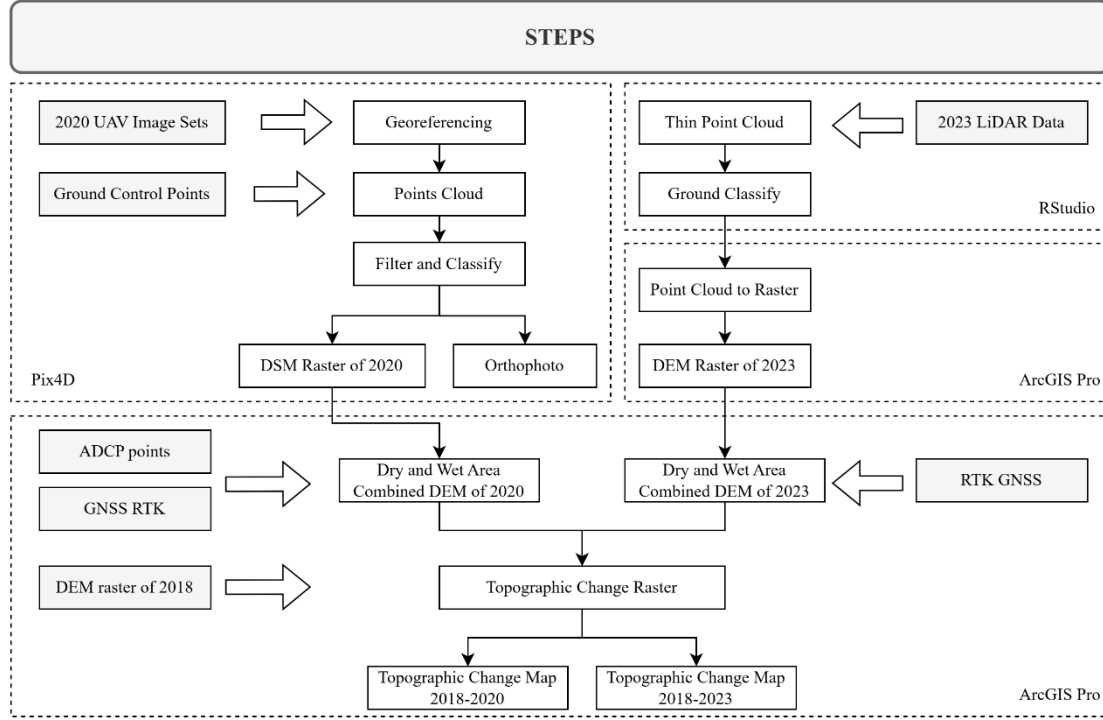 STEPS
2020 UAV Image Sets
Georeferencing
Thin Point Cloud
2023 LiDAR Data
Ground Control Points
Points Cloud
Ground Classify
RStudio
Filter and Classify
Point Cloud to Raster
DSM Raster of 2020
Orthophoto
DEM Raster of 2023
Pix4D
ArcGIS Pro
ADCP points
GNSS RTK
Dry and Wet Area
Combined DEM of 2020
Dry and Wet Area
Combined DEM of 2023
RTK GNSS
DEM raster of 2018
Topographic Change Raster
Topographic Change Map
2018-2020
Topographic Change Map
2018-2023
ArcGIS Pro